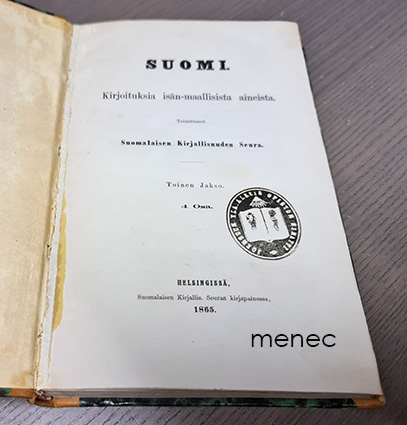 SUOMI.
Kirjoituksia isän-maallisista aineista.
Toimittanut
Suomalaisen Kirjallisuuden Seura.
Toinen Jakso.
4 Osa.
HELSINGISSÄ,
Suomalaisen Kirjallis. Seuran kirjapainossa,
1865.
menec